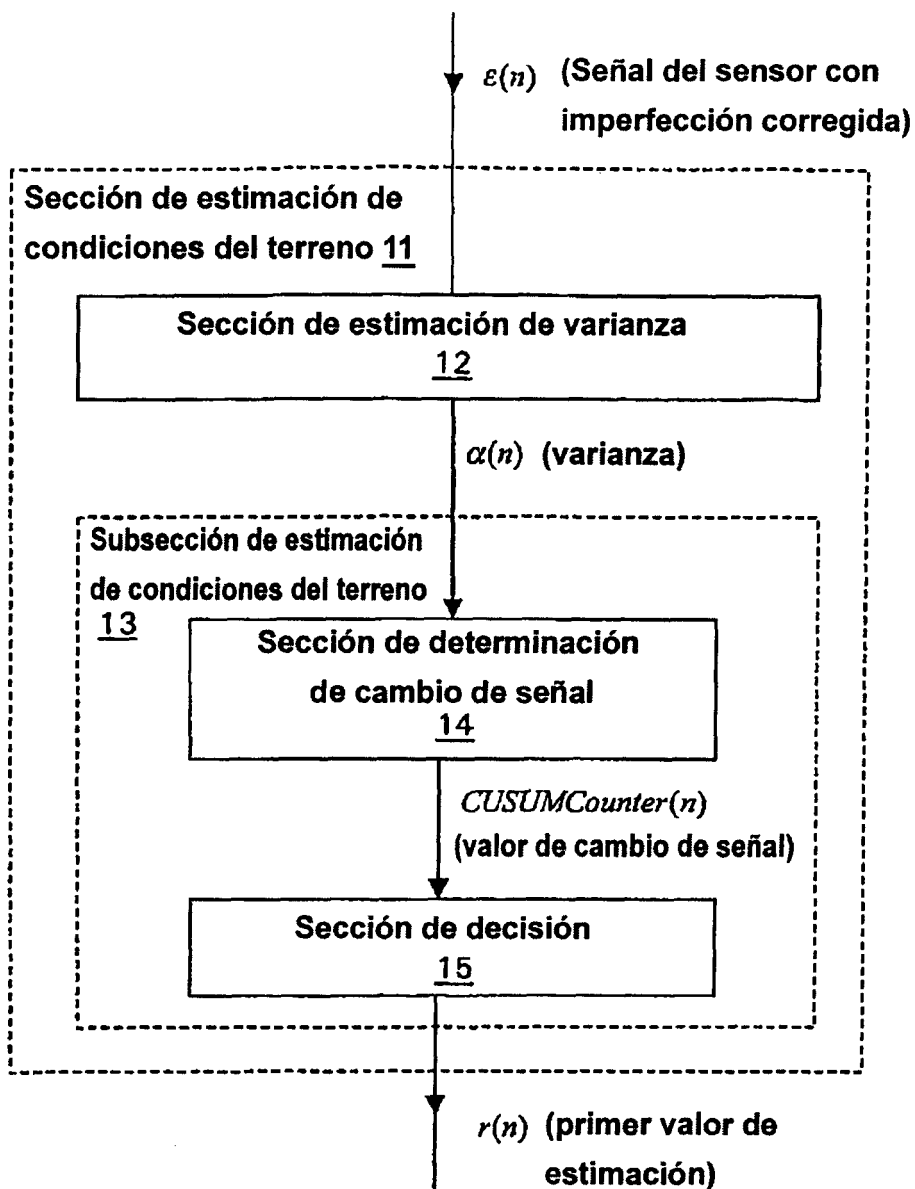 ε(n) (Señal del sensor con
imperfección corregida)
Sección de estimación de
condiciones del terreno 11
Sección de estimación de varianza
12
α(n) (varianza)
Subsección de estimación
de condiciones del terreno
13
Sección de determinación
de cambio de señal
14
CUSUMCounter(n)
(valor de cambio de señal)
Sección de decisión
15
r(n) (primer valor de
estimación)